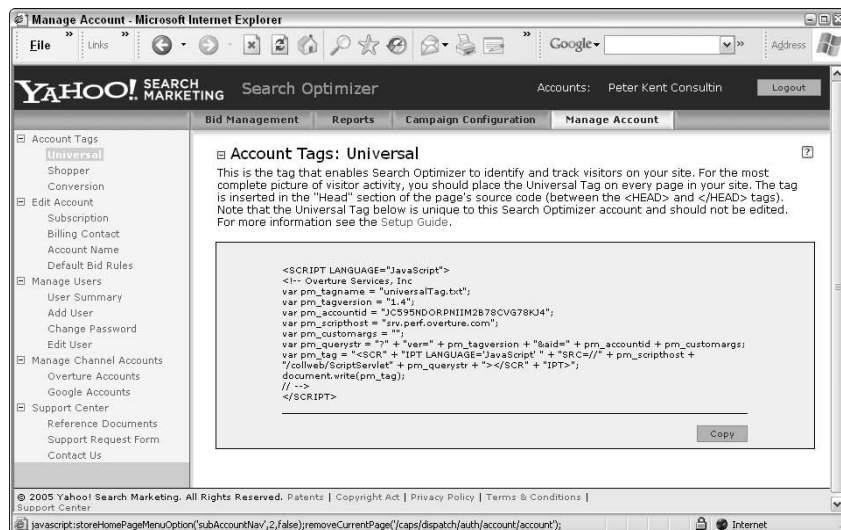 Manage Account - Microsoft Internet Explorer
File » Links » » Google » Address
YAHOO! SEARCH MARKETING Search Optimizer Accounts: Peter Kent Consultin Logout
Bid Management Reports Campaign Configuration Manage Account
Account Tags
Universal
Shopper
Conversion
Edit Account
Subscription
Billing Contact
Account Name
Default Bid Rules
Manage Users
User Summary
Add User
Change Password
Edit User
Manage Channel Accounts
Overture Accounts
Google Accounts
Support Center
Reference Documents
Support Request Form
Contact Us
Account Tags: Universal ?
This is the tag that enables Search Optimizer to identify and track visitors on your site. For the most
complete picture of visitor activity, you should place the Universal Tag on every page in your site. The tag
is inserted in the "Head" section of the page's source code (between the <HEAD> and </HEAD> tags).
Note that the Universal Tag below is unique to this Search Optimizer account and should not be edited.
For more information see the Setup Guide.
<SCRIPT LANGUAGE="JavaScript">
<!-- Overture Services, Inc
var pm_tagname = "universalTag.txt";
var pm_tagversion = "1.4";
var pm_accountid = "JC595NDORPNIIM2B78CVG78KJ4";
var pm_scripthost = "srv.perf.overture.com";
var pm_customargs = "";
var pm_querystr = "?" + "ver=" + pm_tagversion + "&aid=" + pm_accountid + pm_customargs;
var pm_tag = "<SCR" + "IPT LANGUAGE='JavaScript' " + "SRC=//" + pm_scripthost +
"/collweb/ScriptServlet" + pm_querystr + "></SCR" + "IPT>";
document.write(pm_tag);
// -->
</SCRIPT>
Copy
© 2005 Yahoo! Search Marketing. All Rights Reserved. Patents | Copyright Act | Privacy Policy | Terms & Conditions |
Support Center
javascript:storeHomePageMenuOption('subAccountNav',2,false);removeCurrentPage('/caps/dispatch/auth/account/account'); Internet